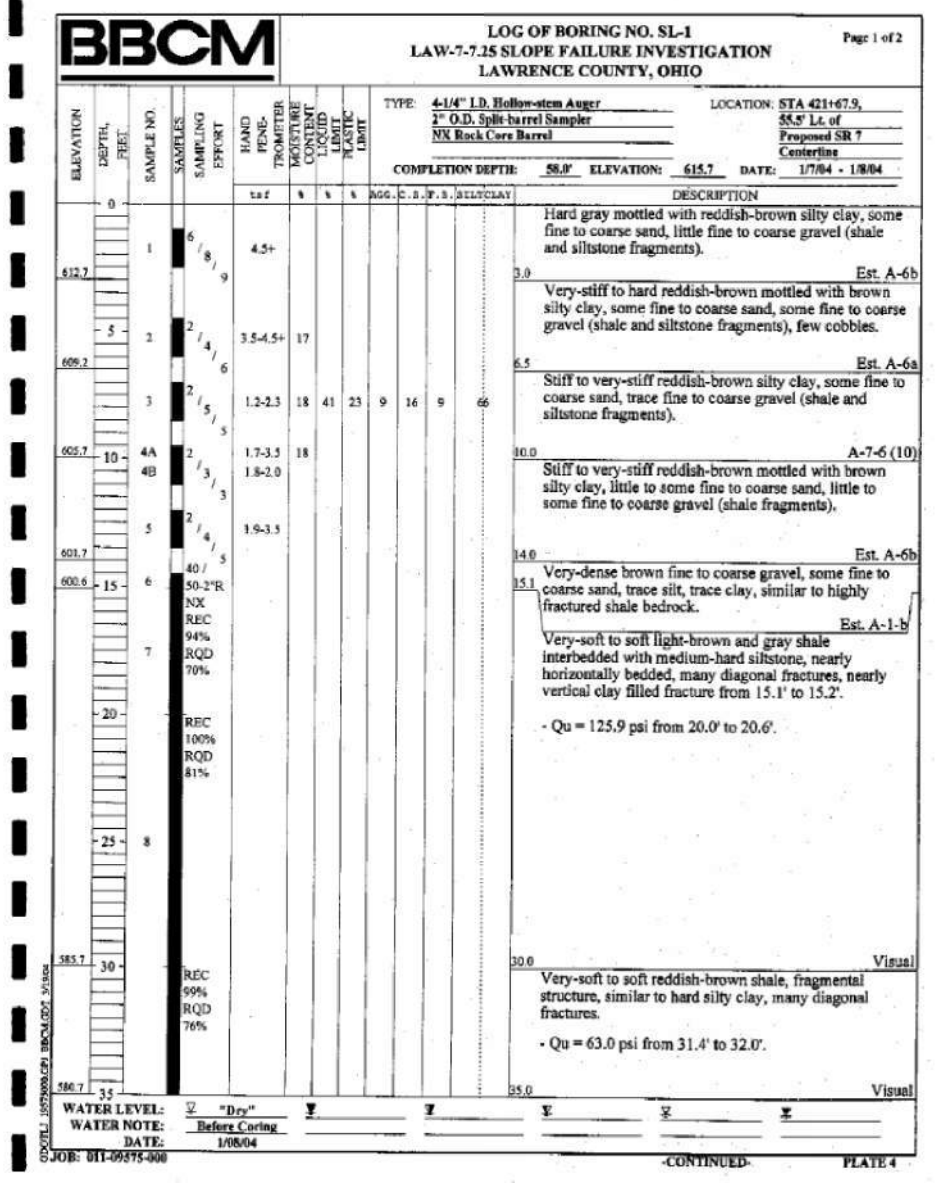 BBCM
LOG OF BORING NO. SL-1
LAW-7-7.25 SLOPE FAILURE INVESTIGATION
LAWRENCE COUNTY, OHIO
Page 1 of 2
ELEVATION
DEPTH, FEET
SAMPLE NO.
SAMPLES
SAMPLING EFFORT
HAND PENE-TROMETER
MOISTURE CONTENT
LIQUID LIMIT
PLASTIC LIMIT
TYPE: 4-1/4" I.D. Hollow-stem Auger
2" O.D. Split-barrel Sampler
NX Rock Core Barrel
LOCATION: STA 421+67.9,
55.5' Lt. of
Proposed SR 7
Centerline
COMPLETION DEPTH: 58.0' ELEVATION: 615.7 DATE: 1/7/04 - 1/8/04
tsf % % % AGG. C.S. F.S. SILT CLAY DESCRIPTION
0
Hard gray mottled with reddish-brown silty clay, some
fine to coarse sand, little fine to coarse gravel (shale
and siltstone fragments).
1 6/8/9 4.5+
612.7 3.0 Est. A-6b
Very-stiff to hard reddish-brown mottled with brown
silty clay, some fine to coarse sand, some fine to coarse
gravel (shale and siltstone fragments), few cobbles.
5 2 2/4/6 3.5-4.5+ 17
609.2 6.5 Est. A-6a
Stiff to very-stiff reddish-brown silty clay, some fine to
coarse sand, trace fine to coarse gravel (shale and
siltstone fragments).
3 2/5/5 1.2-2.3 18 41 23 9 16 9 66
605.7 10.0 A-7-6 (10)
10 4A 2/3/3 1.7-3.5 18
4B 1.8-2.0
Stiff to very-stiff reddish-brown mottled with brown
silty clay, little to some fine to coarse sand, little to
some fine to coarse gravel (shale fragments).
5 2/4/5 1.9-3.5
601.7 14.0 Est. A-6b
Very-dense brown fine to coarse gravel, some fine to
coarse sand, trace silt, trace clay, similar to highly
fractured shale bedrock.
600.6 15 6 40/ 50-2"R 15.1
Est. A-1-b
NX
REC
94%
RQD
70%
7
Very-soft to soft light-brown and gray shale
interbedded with medium-hard siltstone, nearly
horizontally bedded, many diagonal fractures, nearly
vertical clay filled fracture from 15.1' to 15.2'.
20
- Qu = 125.9 psi from 20.0' to 20.6'.
REC
100%
RQD
81%
25 8
585.7 30 30.0 Visual
REC
99%
RQD
76%
Very-soft to soft reddish-brown shale, fragmental
structure, similar to hard silty clay, many diagonal
fractures.
- Qu = 63.0 psi from 31.4' to 32.0'.
580.7 35 35.0 Visual
WATER LEVEL: "Dry"
WATER NOTE: Before Coring
DATE: 1/08/04
JOB: 011-09575-000
-CONTINUED-
PLATE 4